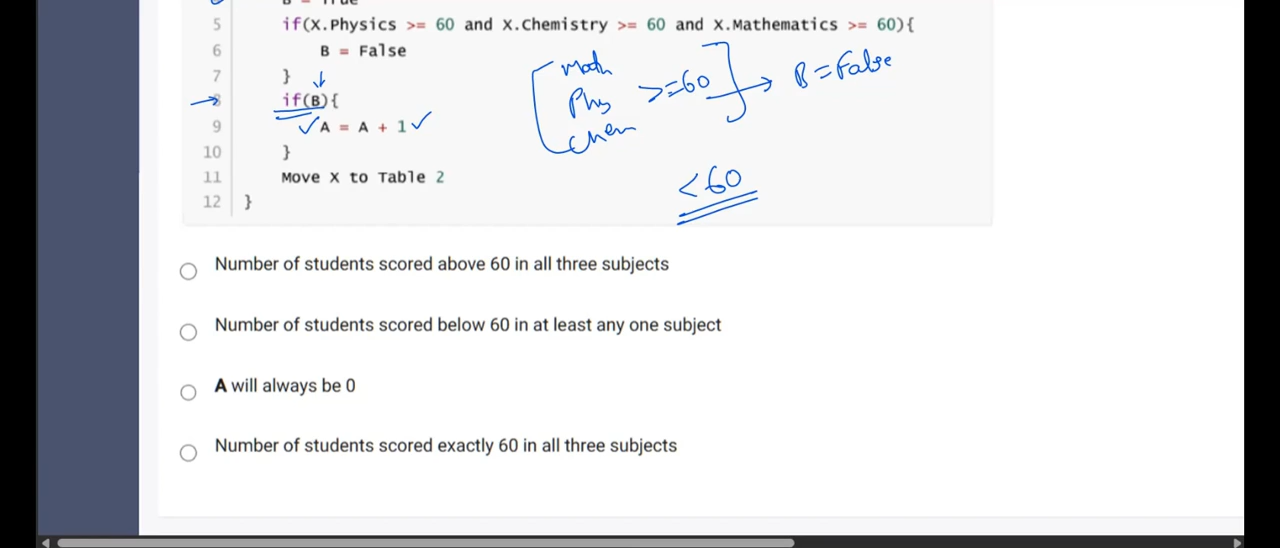 B = True
5 if(X.Physics >= 60 and X.Chemistry >= 60 and X.Mathematics >= 60){
6 B = False
7 }
8 if(B){
9 A = A + 1
10 }
11 Move X to Table 2
12 }
Math
Phy >=60
Chem
B = False
<60
Number of students scored above 60 in all three subjects
Number of students scored below 60 in at least any one subject
A will always be 0
Number of students scored exactly 60 in all three subjects